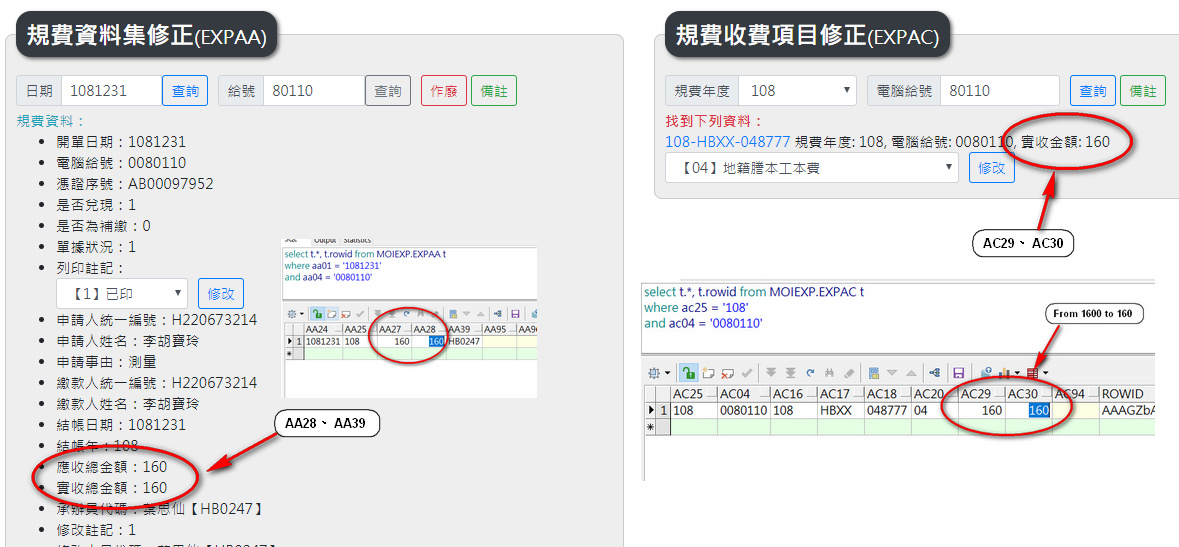 規費資料集修正(EXPAA)
日期 1081231 查詢 給號 80110 查詢 作廢 備註
規費資料：
開單日期：1081231
電腦給號：0080110
憑證序號：AB00097952
是否兌現：1
是否為補繳：0
單據狀況：1
列印註記：
【1】已印 修改
申請人統一編號：H220673214
申請人姓名：李胡寶玲
申請事由：測量
繳款人統一編號：H220673214
繳款人姓名：李胡寶玲
結帳日期：1081231
結帳年：108
應收總金額：160
實收總金額：160
承辦員代碼：葉思仙【HB0247】
修改註記：1
AA28、AA39
SQL Output Statistics
select t.*, t.rowid from MOIEXP.EXPAA t
where aa01 = '1081231'
and aa04 = '0080110'
AA24 AA25 AA27 AA28 AA39 AA95 AA96
1 1081231 108 160 160 HB0247
規費收費項目修正(EXPAC)
規費年度 108 電腦給號 80110 查詢 備註
找到下列資料：
108-HBXX-048777 規費年度: 108, 電腦給號: 0080110, 實收金額: 160
【04】地籍謄本工本費 修改
AC29、AC30
select t.*, t.rowid from MOIEXP.EXPAC t
where ac25 = '108'
and ac04 = '0080110'
From 1600 to 160
AC25 AC04 AC16 AC17 AC18 AC20 AC29 AC30 AC94 ROWID
1 108 0080110 108 HBXX 048777 04 160 160 AAAGZbA